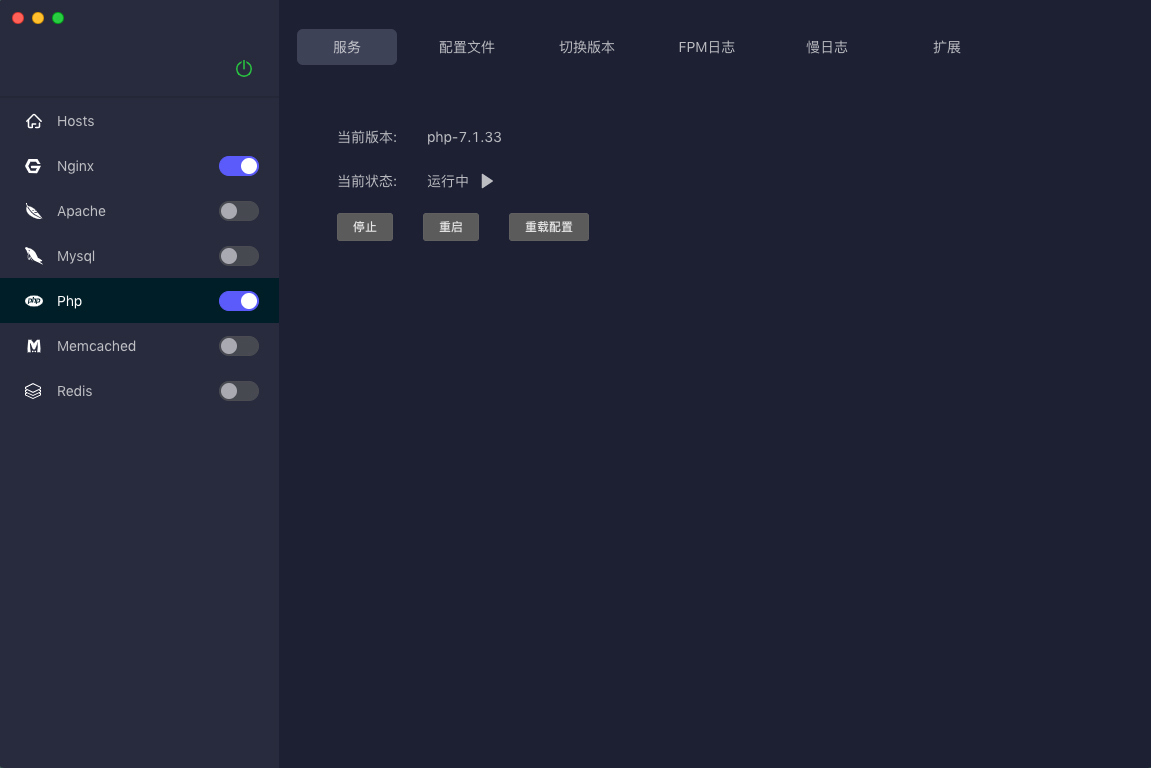 服务 配置文件 切换版本 FPM日志 慢日志 扩展
Hosts
Nginx
Apache
Mysql
php Php
Memcached
Redis
当前版本: php-7.1.33
当前状态: 运行中
停止 重启 重载配置